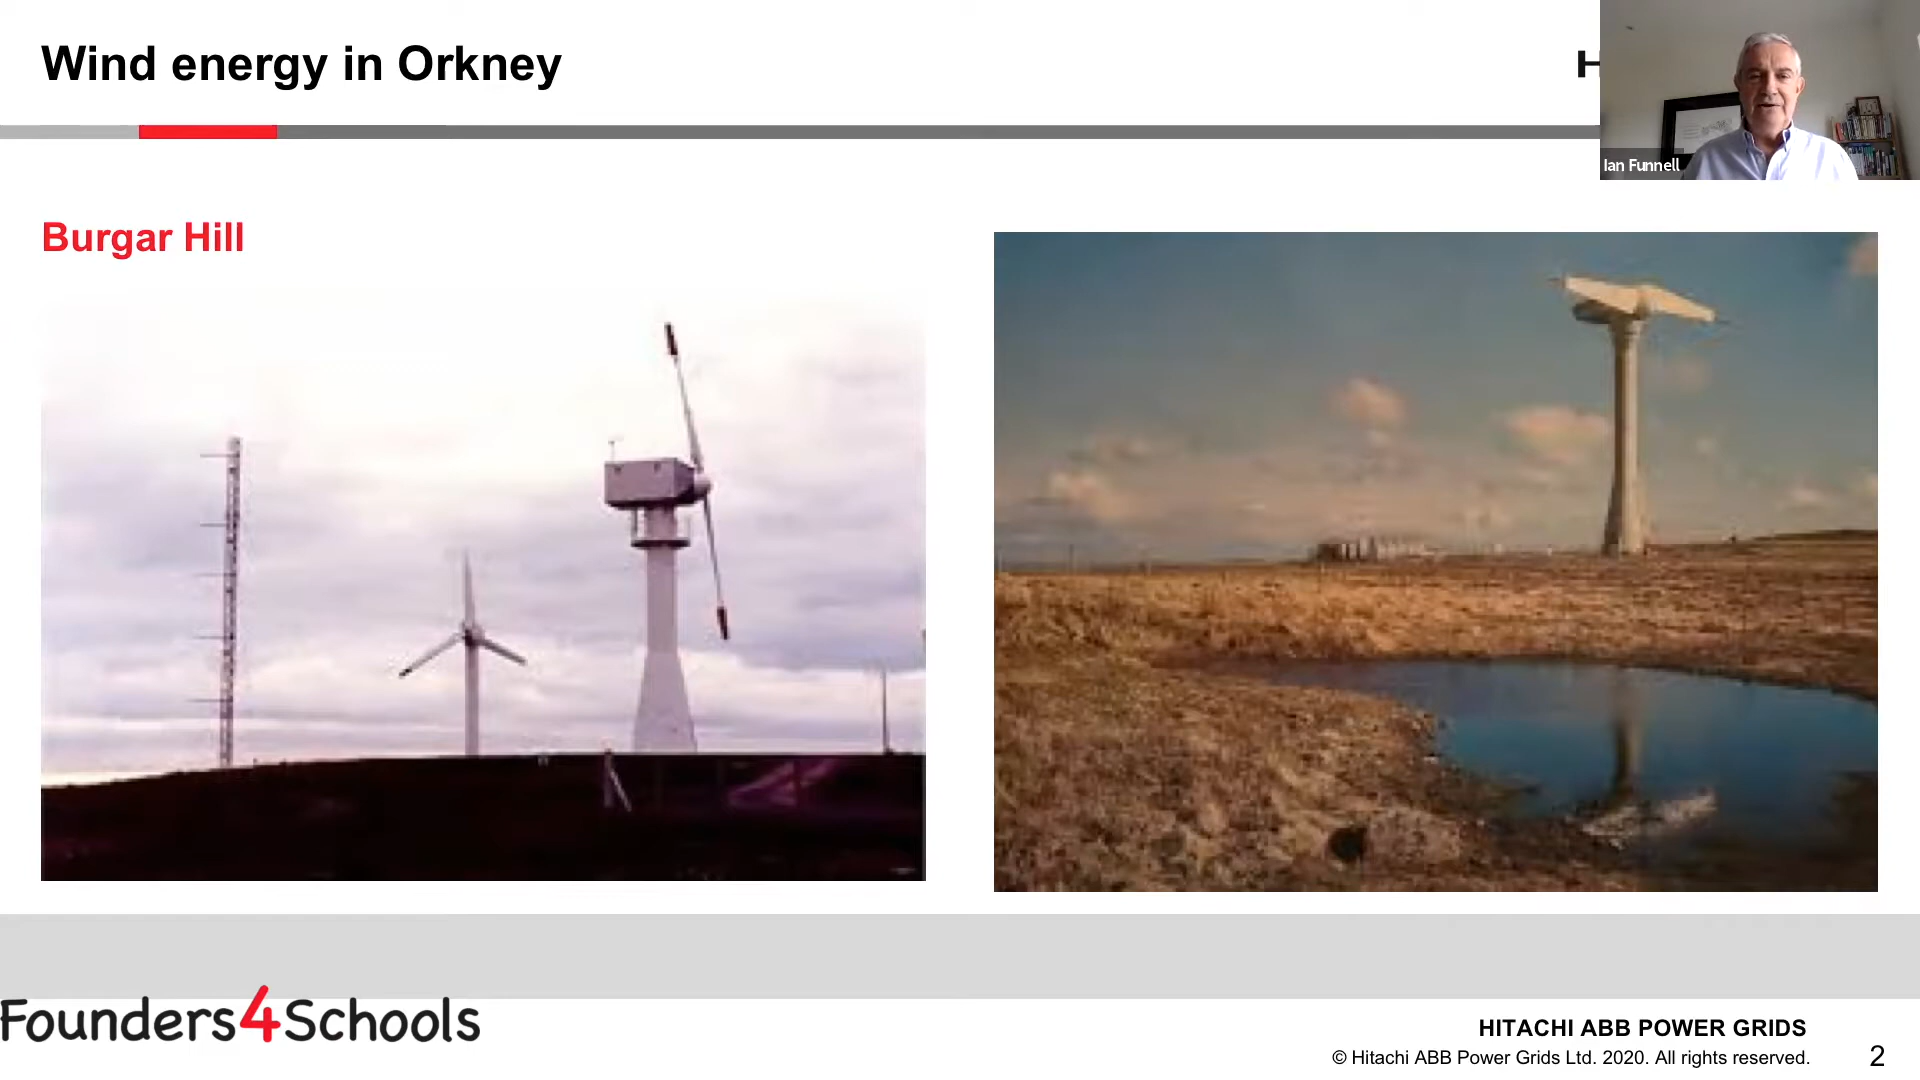 Wind energy in Orkney
H
Ian Funnell
Burgar Hill
Founders4Schools
HITACHI ABB POWER GRIDS
© Hitachi ABB Power Grids Ltd. 2020. All rights reserved.
2